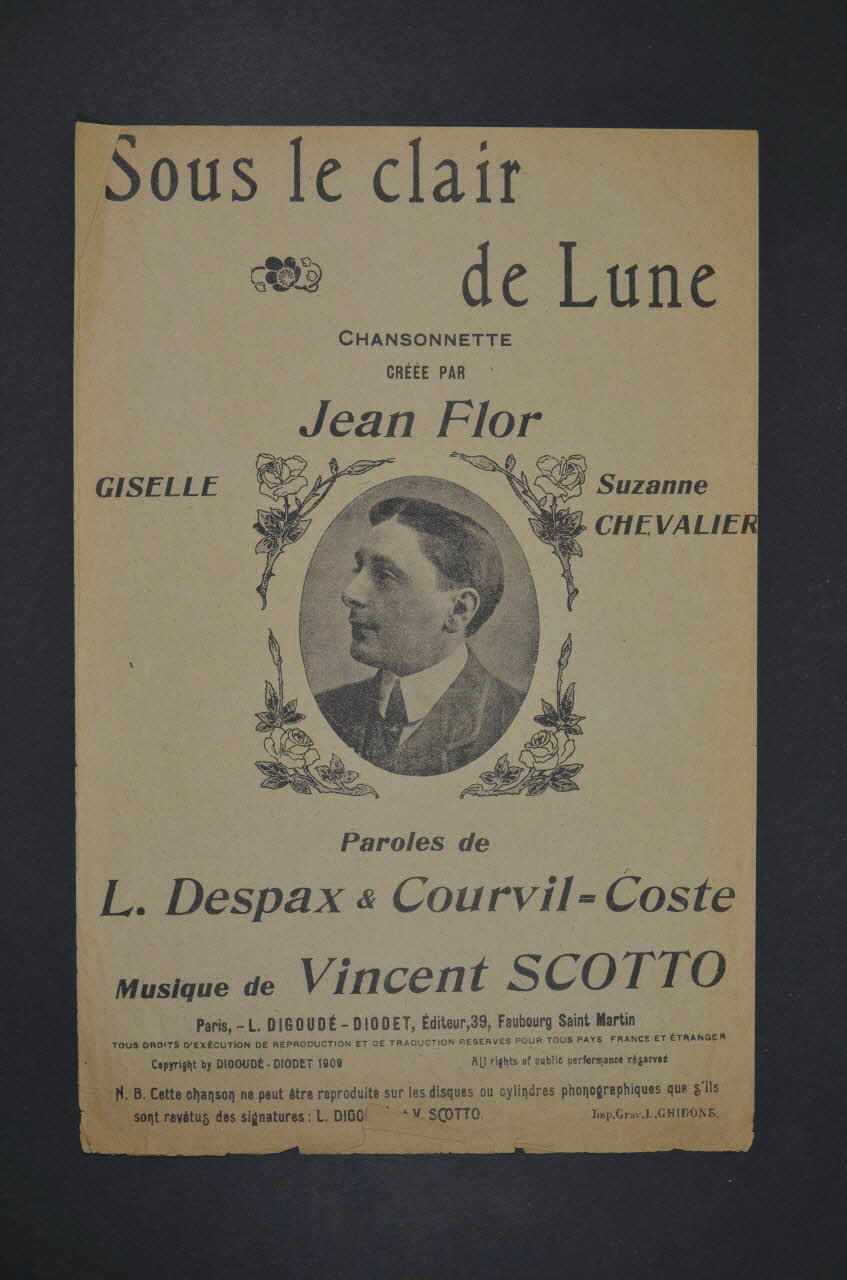 Sous le clair
de Lune
CHANSONNETTE
CRÉÉE PAR
Jean Flor
GISELLE
Suzanne
CHEVALIER
Paroles de
L. Despax & Courvil=Coste
Musique de Vincent SCOTTO
Paris, - L. DIGOUDÉ - DIODET, Éditeur,39, Faubourg Saint Martin
TOUS DROITS D'EXÉCUTION DE REPRODUCTION ET DE TRADUCTION RESERVÉS POUR TOUS PAYS FRANCE ET ÉTRANGER
Copyright by DIGOUDÉ - DIODET 1909
All rights of public performance reserved
N. B. Cette chanson ne peut être reproduite sur les disques ou cylindres phonographiques que s'ils
sont revêtus des signatures : L. DIGO V. SCOTTO.
Imp.Grav.L.GHIDONE.